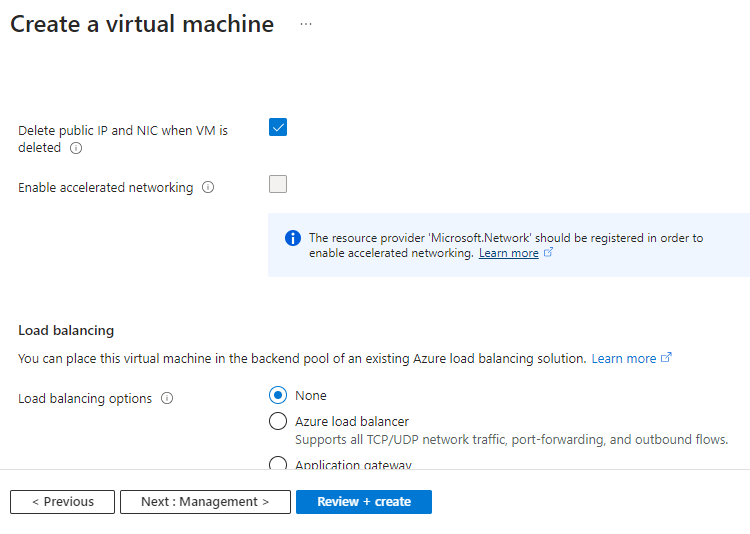 Create a virtual machine ...
Delete public IP and NIC when VM is
deleted
Enable accelerated networking
The resource provider 'Microsoft.Network' should be registered in order to
enable accelerated networking. Learn more
Load balancing
You can place this virtual machine in the backend pool of an existing Azure load balancing solution. Learn more
Load balancing options
None
Azure load balancer
Supports all TCP/UDP network traffic, port-forwarding, and outbound flows.
Application gateway
< Previous
Next : Management >
Review + create